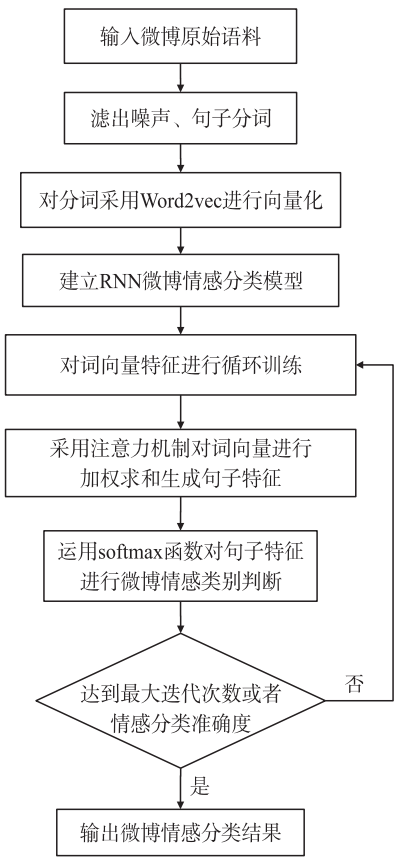 输入微博原始语料
滤出噪声、句子分词
对分词采用Word2vec进行向量化
建立RNN微博情感分类模型
对词向量特征进行循环训练
采用注意力机制对词向量进行
加权求和生成句子特征
运用softmax函数对句子特征
进行微博情感类别判断
达到最大迭代次数或者
情感分类准确度
否
是
输出微博情感分类结果